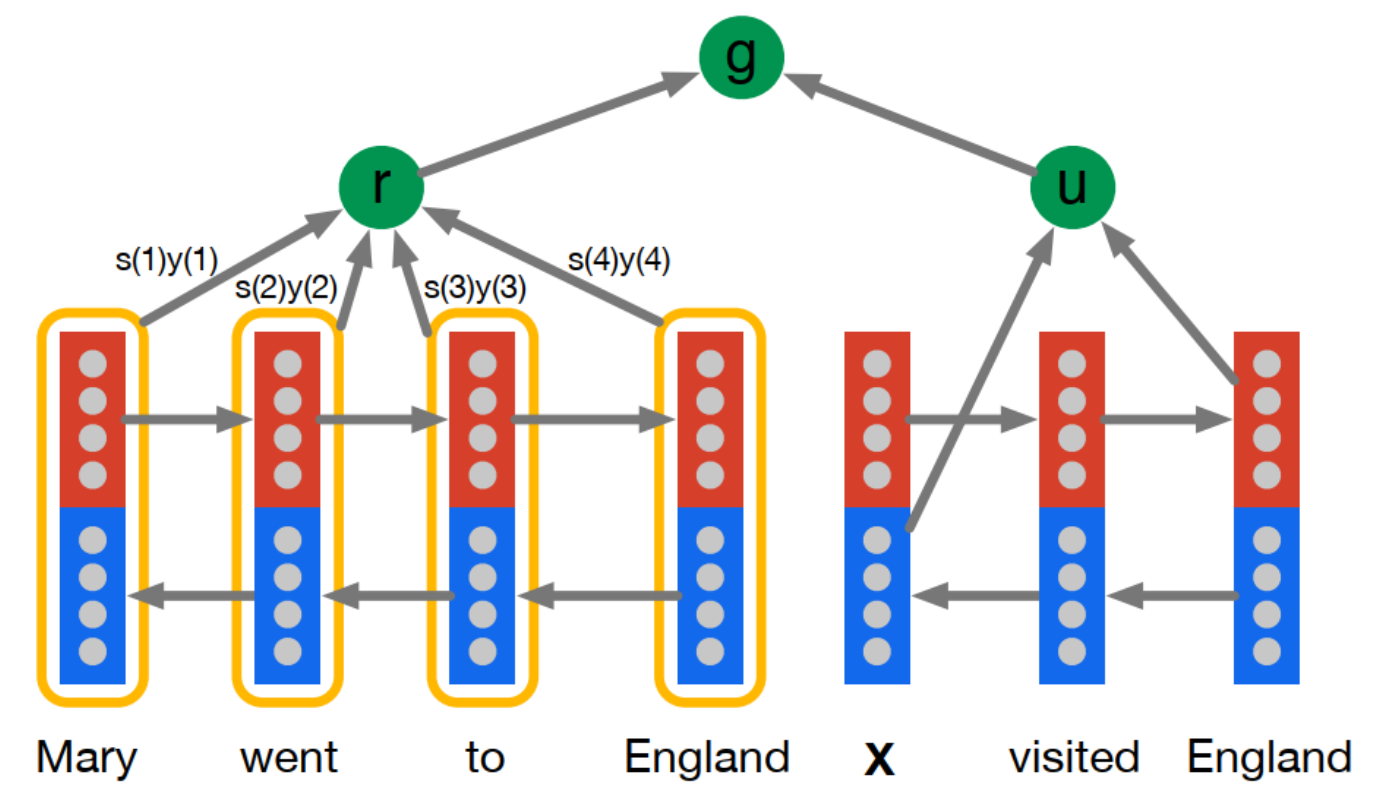 g
r
u
s(1)y(1)
s(2)y(2)
s(3)y(3)
s(4)y(4)
Mary went to England X visited England